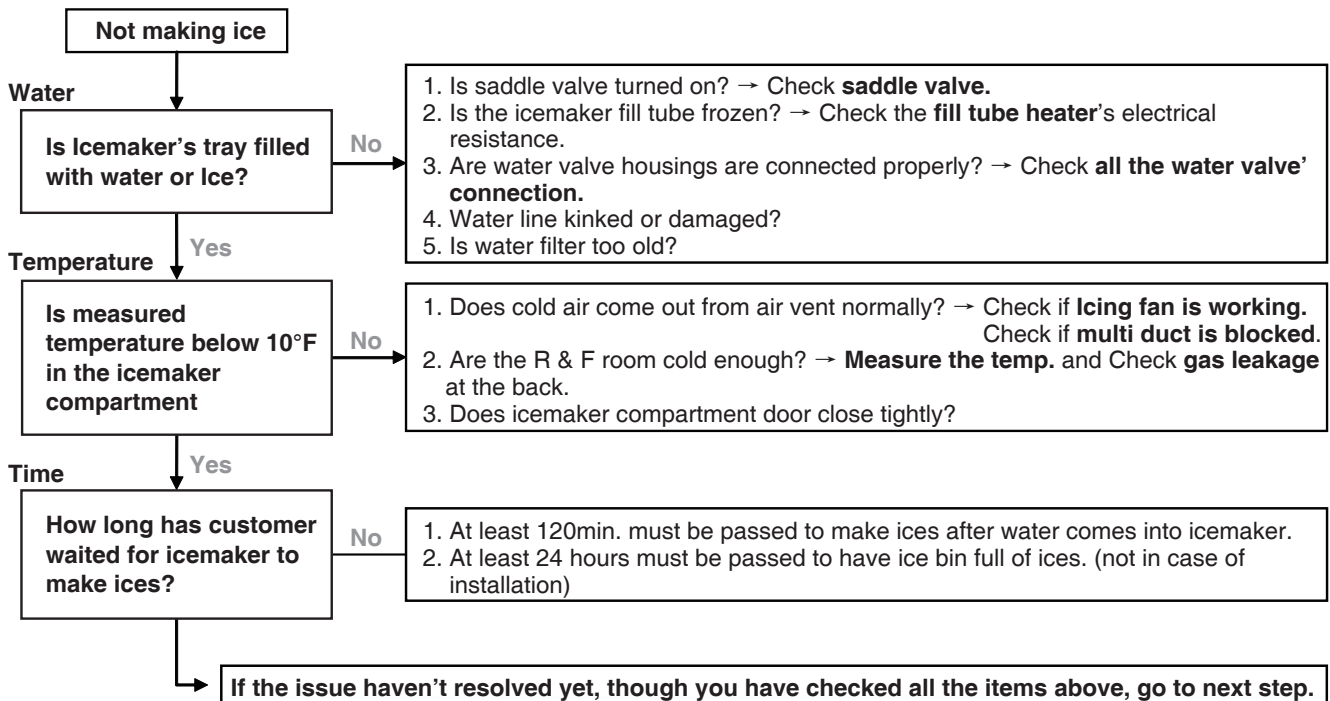 Not making ice
Water
Is Icemaker's tray filled
with water or Ice?
No
1. Is saddle valve turned on? → Check saddle valve.
2. Is the icemaker fill tube frozen? → Check the fill tube heater's electrical
resistance.
3. Are water valve housings are connected properly? → Check all the water valve'
connection.
4. Water line kinked or damaged?
5. Is water filter too old?
Yes
Temperature
Is measured
temperature below 10°F
in the icemaker
compartment
No
1. Does cold air come out from air vent normally? → Check if Icing fan is working.
Check if multi duct is blocked.
2. Are the R & F room cold enough? → Measure the temp. and Check gas leakage
at the back.
3. Does icemaker compartment door close tightly?
Yes
Time
How long has customer
waited for icemaker to
make ices?
No
1. At least 120min. must be passed to make ices after water comes into icemaker.
2. At least 24 hours must be passed to have ice bin full of ices. (not in case of
installation)
If the issue haven't resolved yet, though you have checked all the items above, go to next step.